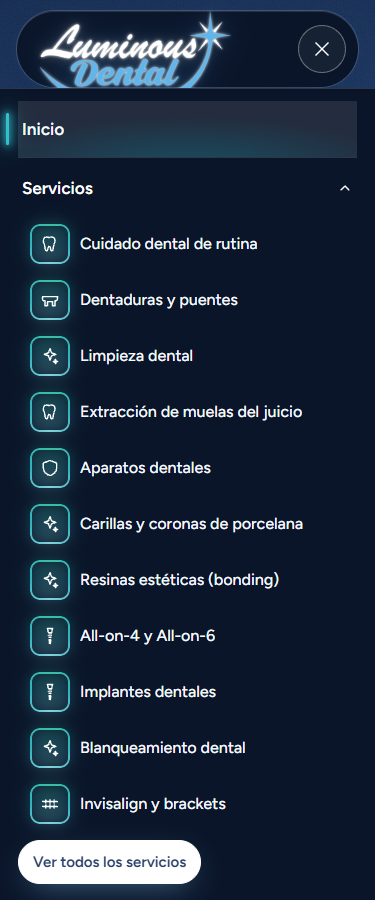 Luminous
Dental
Inicio
Servicios
Cuidado dental de rutina
Dentaduras y puentes
Limpieza dental
Extracción de muelas del juicio
Aparatos dentales
Carillas y coronas de porcelana
Resinas estéticas (bonding)
All-on-4 y All-on-6
Implantes dentales
Blanqueamiento dental
Invisalign y brackets
Ver todos los servicios